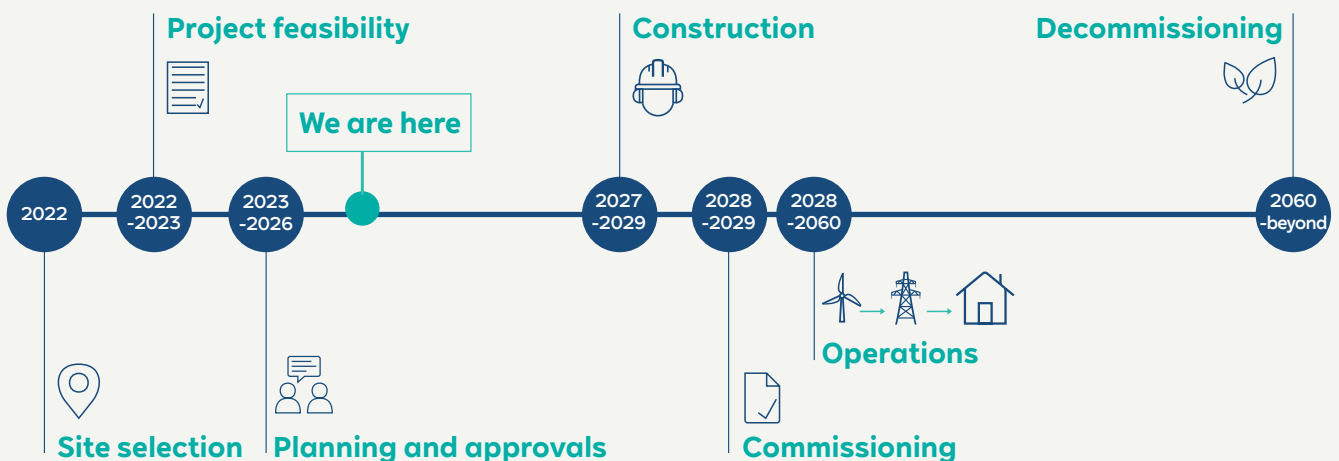 Project feasibility
Construction
Decommissioning
We are here
2022
2022
-2023
2023
-2026
2027
-2029
2028
-2029
2028
-2060
2060
-beyond
Operations
Site selection
Planning and approvals
Commissioning